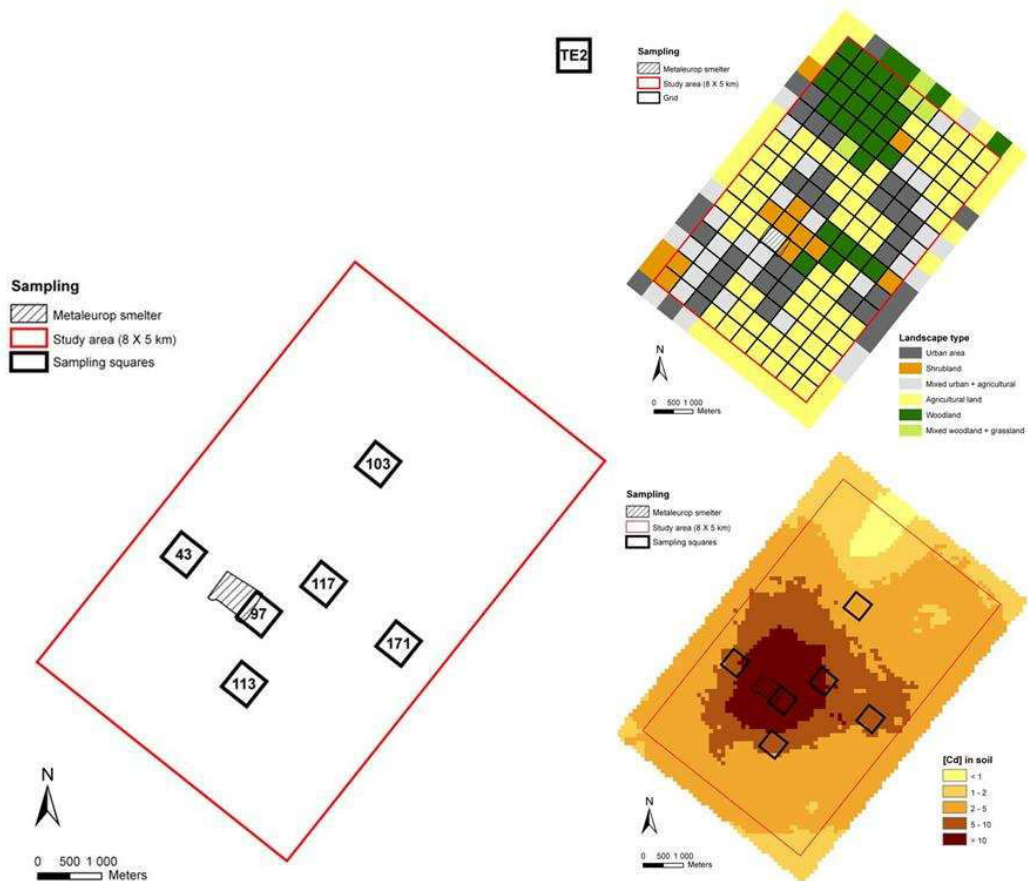 TE2
Sampling
Metaleurop smelter
Study area (8 X 5 km)
Sampling squares
103
43
117
97
171
113
N
0 500 1 000
Meters
Sampling
Metaleurop smelter
Study area (8 X 5 km)
Grid
N
0 500 1 000
Meters
Landscape type
Urban area
Shrubland
Mixed urban + agricultural
Agricultural land
Woodland
Mixed woodland + grassland
Sampling
Metaleurop smelter
Study area (8 X 5 km)
Sampling squares
N
0 500 1 000
Meters
[Cd] in soil
< 1
1 - 2
2 - 5
5 - 10
> 10